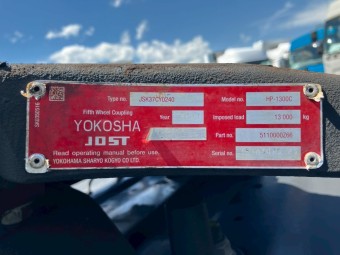 Type no. JSK37CY0240 Model no. HP-1300C
Fifth Wheel Coupling Year Imposed load 13 000 kg
YOKOSHA Part no.
JOST Serial no.
Read operating manual before use.
YOKOHAMA SHARYO KOGYO CO LTD.